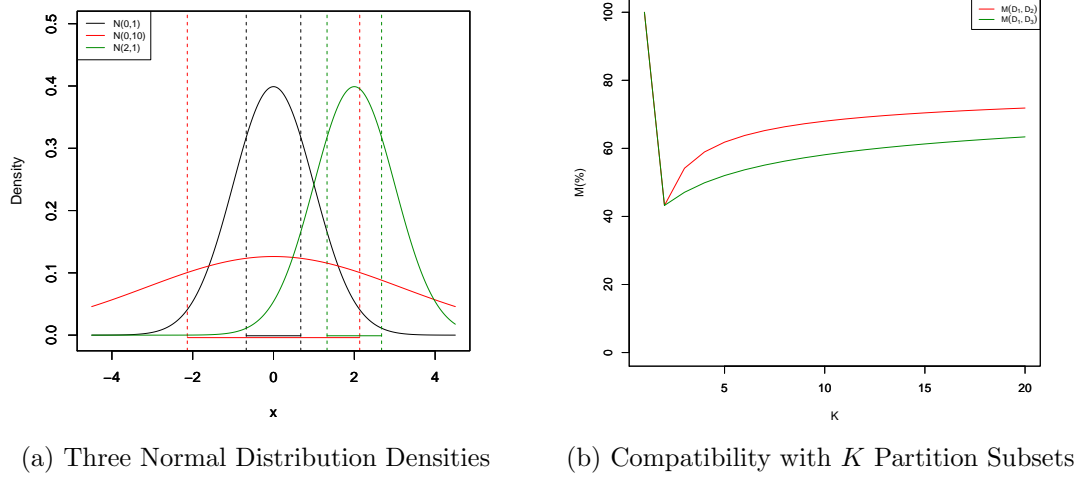 N(0,1)
N(0,10)
N(2,1)
0.5
0.4
0.3
0.2
0.1
0.0
Density
−4
−2
0
2
4
x
(a) Three Normal Distribution Densities
M(D₁, D₂)
M(D₁, D₃)
100
80
60
40
20
0
M(%)
5
10
15
20
K
(b) Compatibility with K Partition Subsets